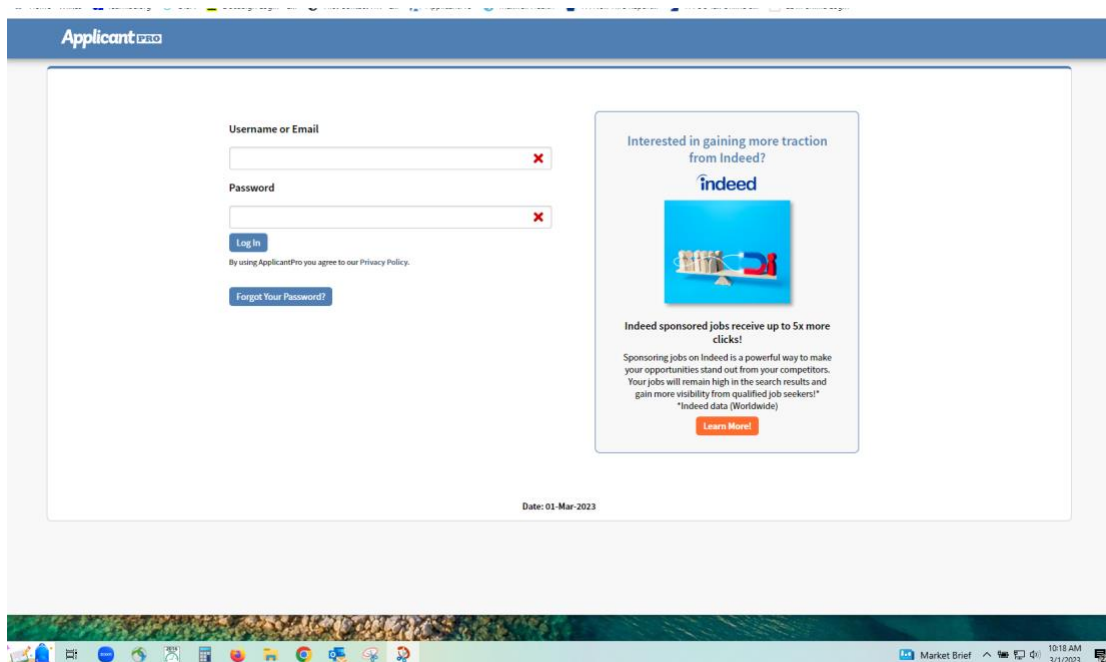 ApplicantPRO
Username or Email
Password
Log In
By using ApplicantPro you agree to our Privacy Policy.
Forgot Your Password?
Interested in gaining more traction
from Indeed?
indeed
Indeed sponsored jobs receive up to 5x more
clicks!
Sponsoring jobs on Indeed is a powerful way to make
your opportunities stand out from your competitors.
Your jobs will remain high in the search results and
gain more visibility from qualified job seekers!*
*Indeed data (Worldwide)
Learn More!
Date: 01-Mar-2023
Market Brief
10:18 AM
3/1/2023